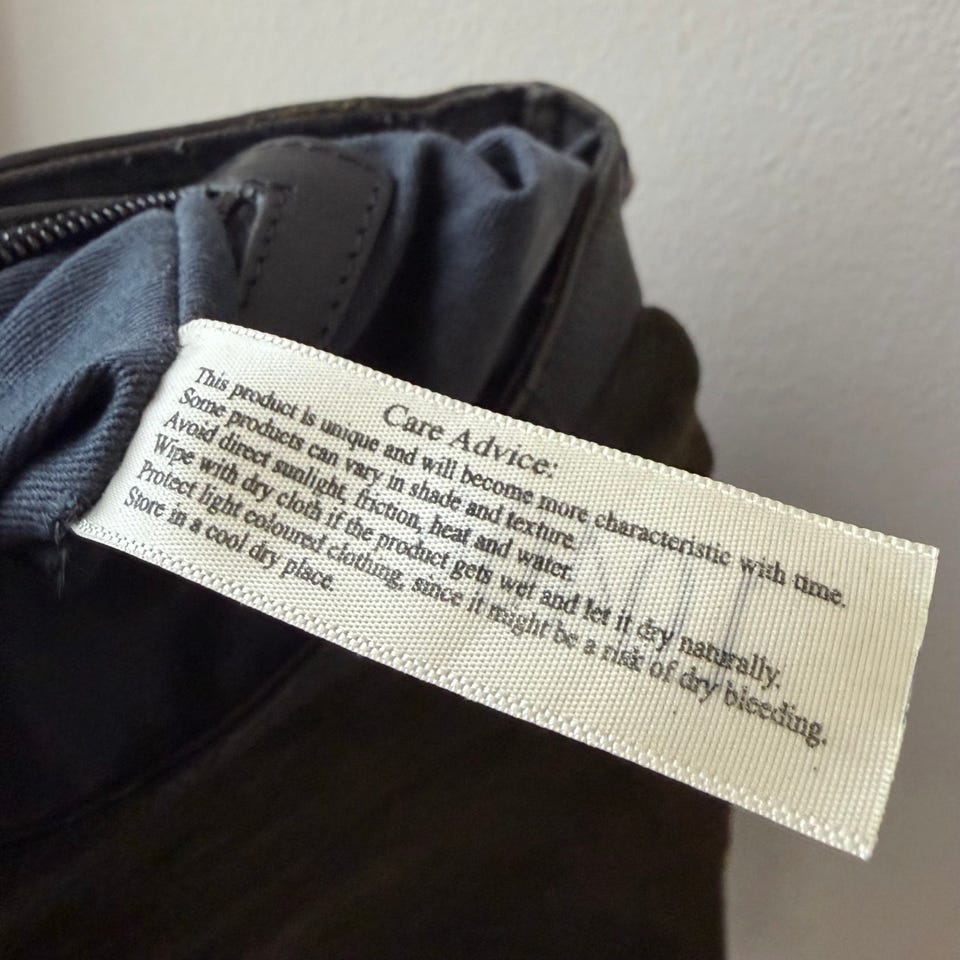 Care Advice:
This product is unique and will become more characteristic with time.
Some products can vary in shade and texture.
Avoid direct sunlight, friction, heat and water.
Wipe with dry cloth if the product gets wet and let it dry naturally.
Protect light coloured clothing, since it might be a risk of dry bleeding.
Store in a cool dry place.